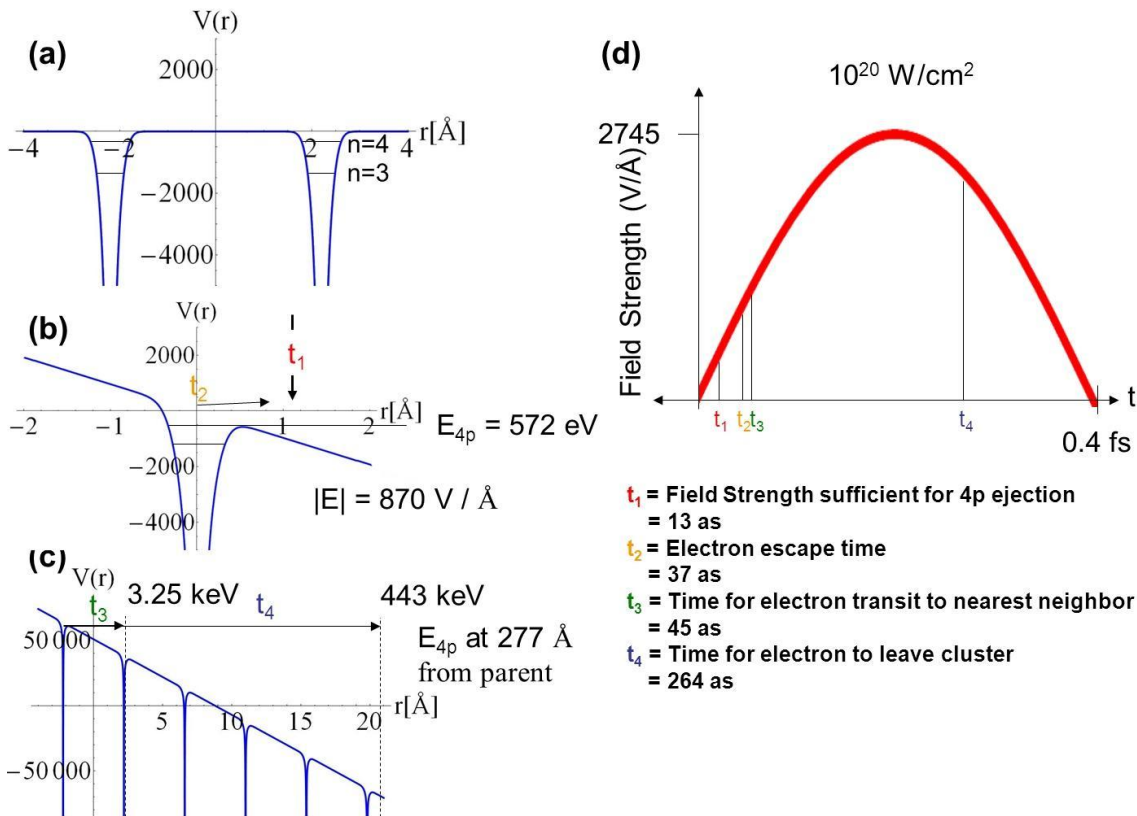 (a)
V(r)
2000
r[Å]
−4
−2
2
4
n=4
n=3
−2000
−4000
(b)
V(r)
2000
t1
t2
r[Å]
−2
−1
1
2
E4p = 572 eV
−2000
|E| = 870 V / Å
−4000
(c)
V(r)
t3
3.25 keV
t4
443 keV
50 000
E4p at 277 Å
from parent
r[Å]
5
10
15
20
−50 000
(d)
10^20 W/cm^2
2745
Field Strength (V/Å)
t
t1
t2
t3
t4
0.4 fs
t1 = Field Strength sufficient for 4p ejection
= 13 as
t2 = Electron escape time
= 37 as
t3 = Time for electron transit to nearest neighbor
= 45 as
t4 = Time for electron to leave cluster
= 264 as